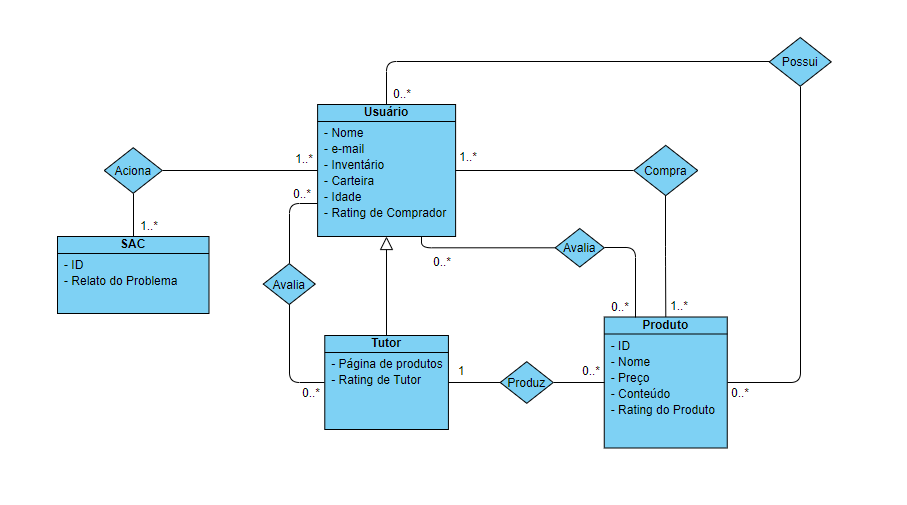 Possui
0..*
Usuário
- Nome
- e-mail
- Inventário
- Carteira
- Idade
- Rating de Comprador
1..*
Aciona
1..*
Compra
0..*
1..*
SAC
- ID
- Relato do Problema
Avalia
0..*
Avalia
0..*
1..*
Produto
- ID
- Nome
- Preço
- Conteúdo
- Rating do Produto
Tutor
- Página de produtos
- Rating de Tutor
1
Produz
0..*
0..*
0..*